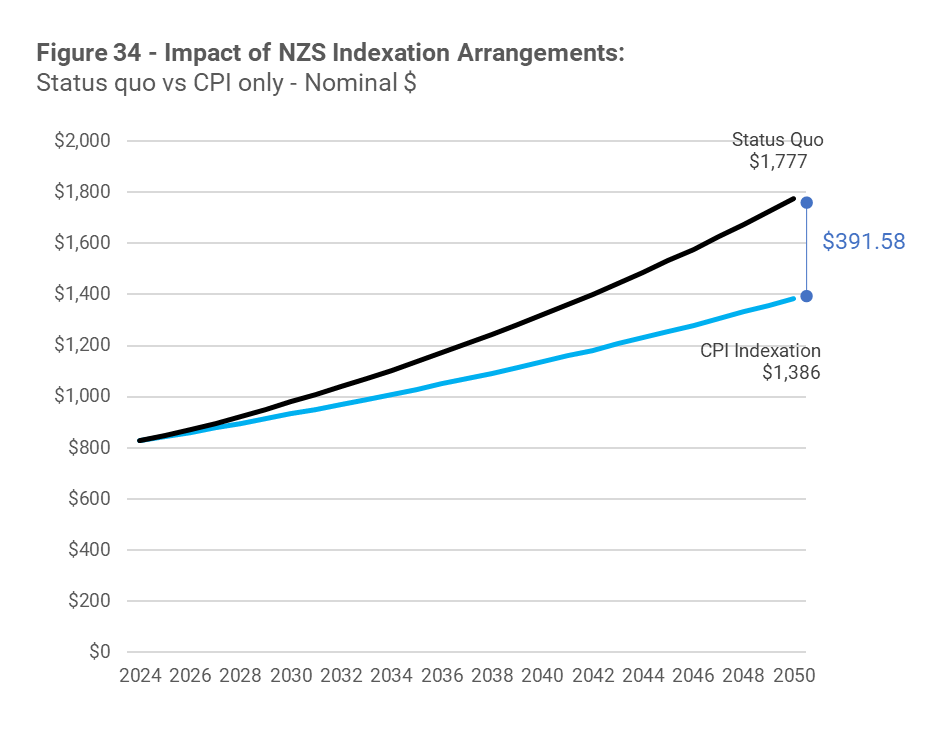 Figure 34 - Impact of NZS Indexation Arrangements:
Status quo vs CPI only - Nominal $
$2,000
Status Quo
$1,777
$1,800
$1,600
$391.58
$1,400
$1,200
CPI Indexation
$1,386
$1,000
$800
$600
$400
$200
$0
2024 2026 2028 2030 2032 2034 2036 2038 2040 2042 2044 2046 2048 2050